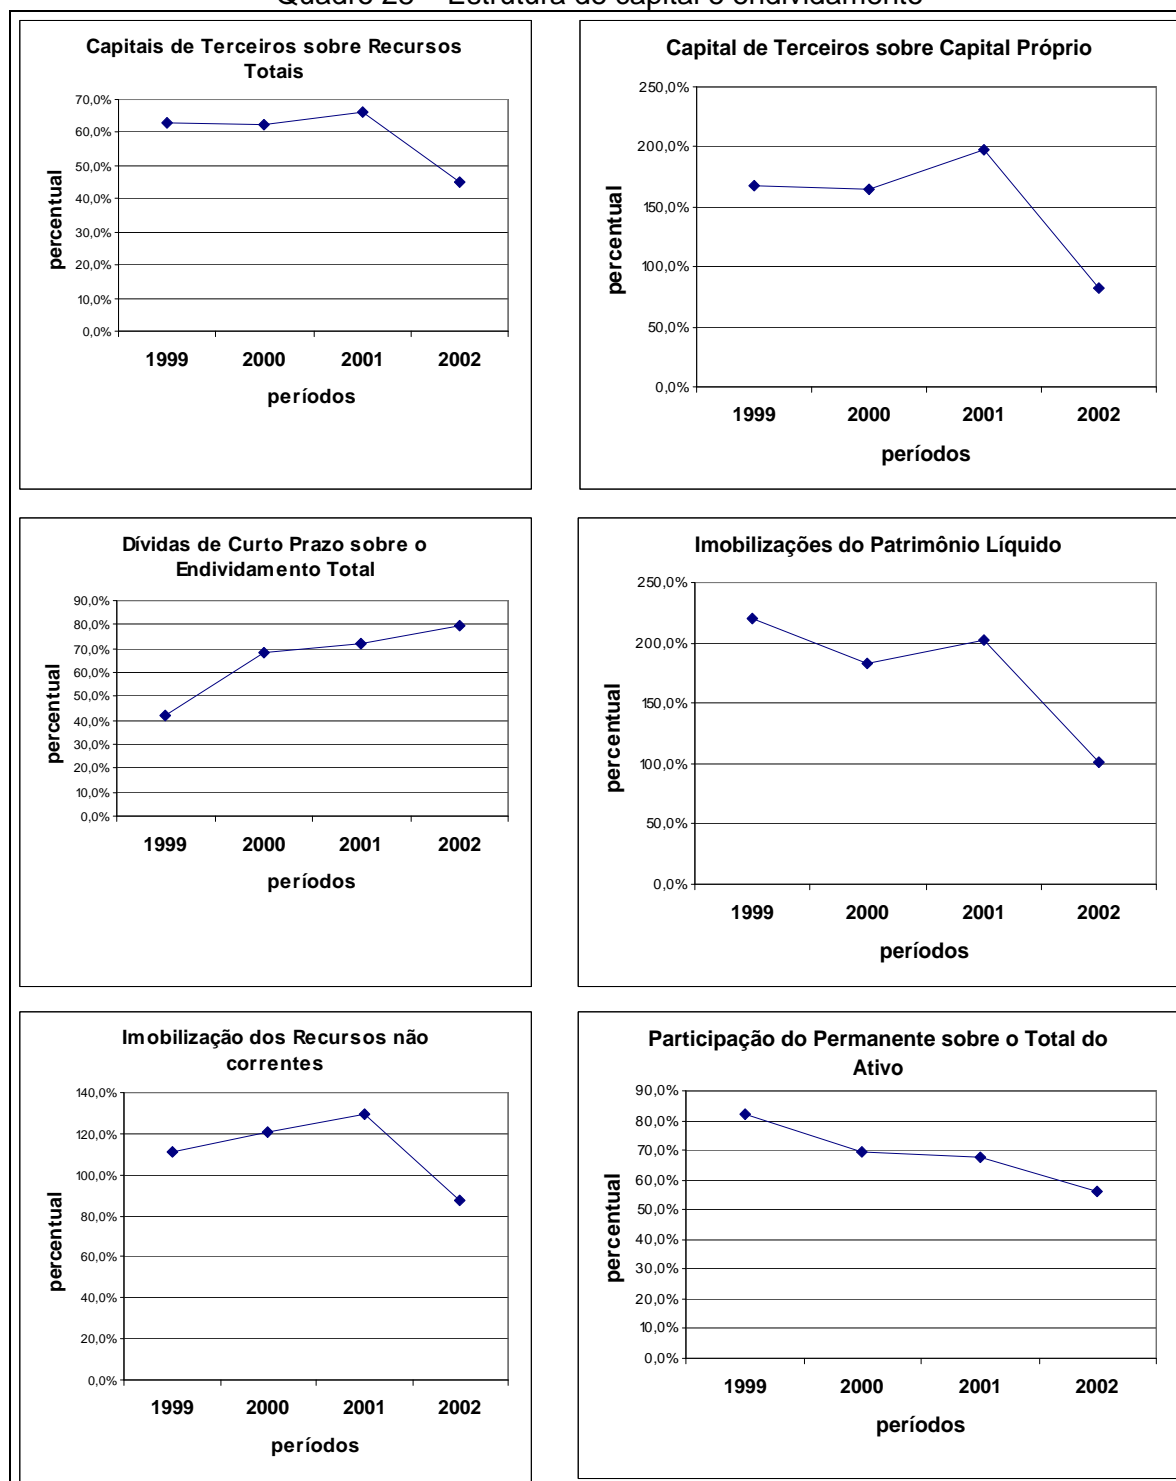 Quadro 23 – Estrutura de capital e endividamento
Capitais de Terceiros sobre Recursos
Totais
70,0%
60,0%
50,0%
40,0%
30,0%
20,0%
10,0%
0,0%
percentual
1999 2000 2001 2002
períodos
Capital de Terceiros sobre Capital Próprio
250,0%
200,0%
150,0%
100,0%
50,0%
0,0%
percentual
1999 2000 2001 2002
períodos
Dívidas de Curto Prazo sobre o
Endividamento Total
90,0%
80,0%
70,0%
60,0%
50,0%
40,0%
30,0%
20,0%
10,0%
0,0%
percentual
1999 2000 2001 2002
períodos
Imobilizações do Patrimônio Líquido
250,0%
200,0%
150,0%
100,0%
50,0%
0,0%
percentual
1999 2000 2001 2002
períodos
Imobilização dos Recursos não
correntes
140,0%
120,0%
100,0%
80,0%
60,0%
40,0%
20,0%
0,0%
percentual
1999 2000 2001 2002
períodos
Participação do Permanente sobre o Total do
Ativo
90,0%
80,0%
70,0%
60,0%
50,0%
40,0%
30,0%
20,0%
10,0%
0,0%
percentual
1999 2000 2001 2002
períodos